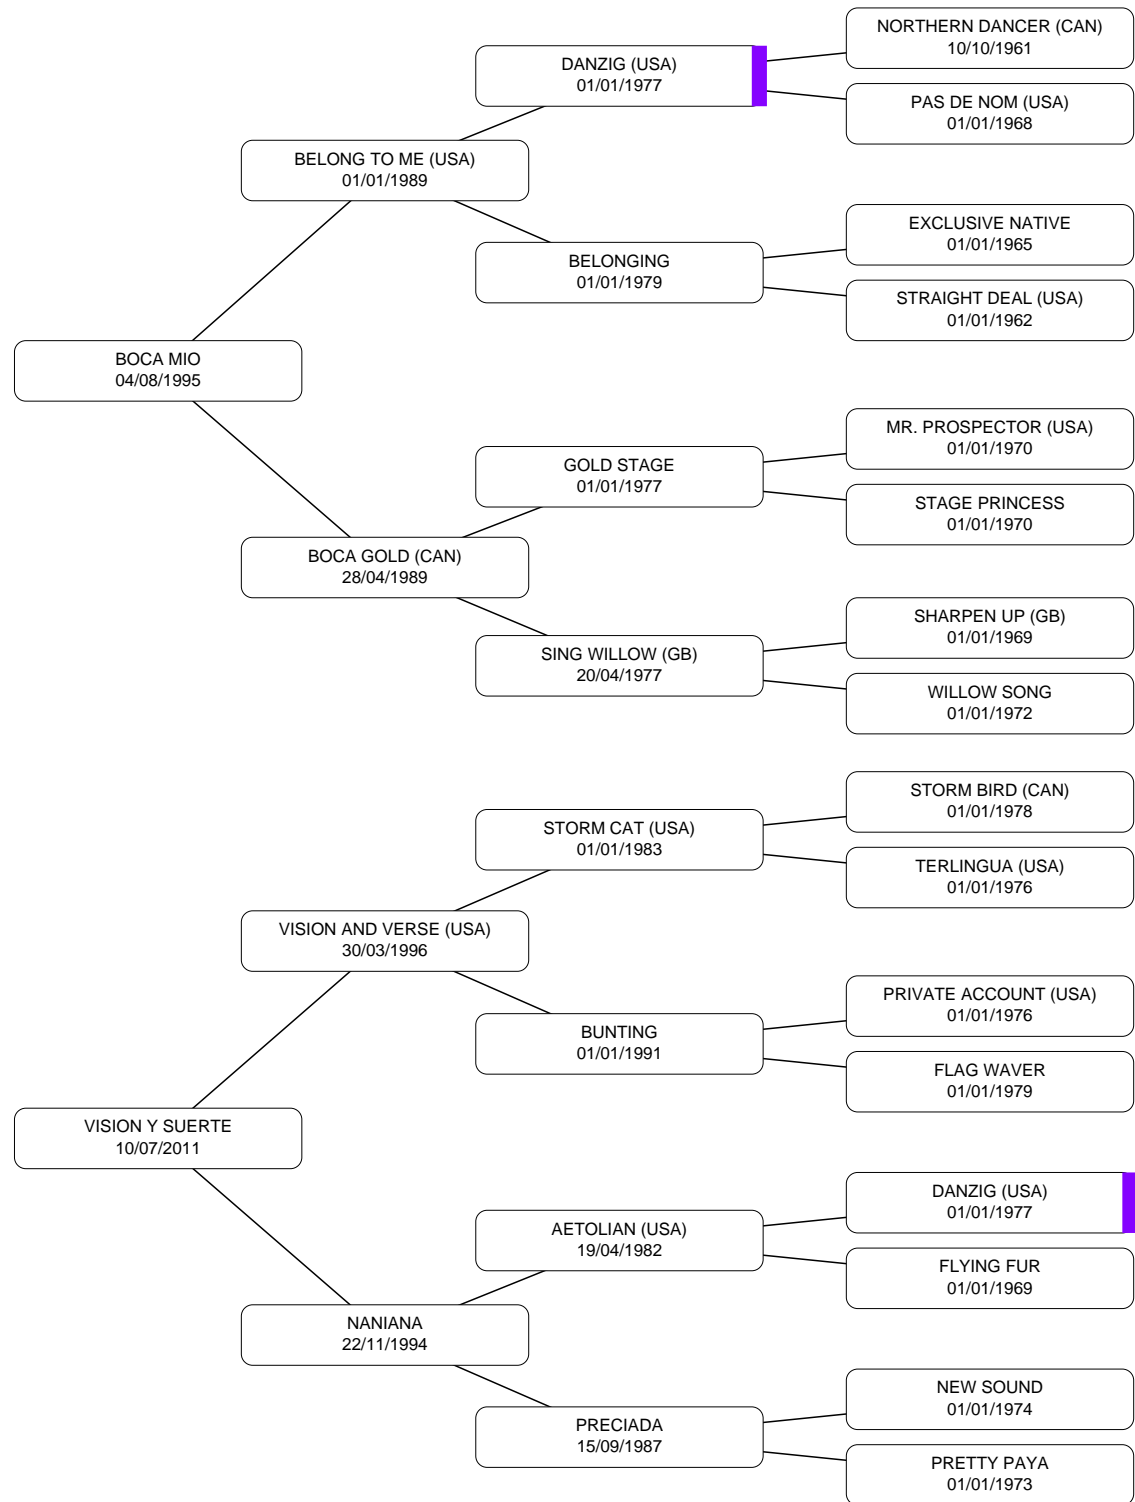 NORTHERN DANCER (CAN)
10/10/1961
DANZIG (USA)
01/01/1977
PAS DE NOM (USA)
01/01/1968
BELONG TO ME (USA)
01/01/1989
EXCLUSIVE NATIVE
01/01/1965
BELONGING
01/01/1979
STRAIGHT DEAL (USA)
01/01/1962
BOCA MIO
04/08/1995
MR. PROSPECTOR (USA)
01/01/1970
GOLD STAGE
01/01/1977
STAGE PRINCESS
01/01/1970
BOCA GOLD (CAN)
28/04/1989
SHARPEN UP (GB)
01/01/1969
SING WILLOW (GB)
20/04/1977
WILLOW SONG
01/01/1972
STORM BIRD (CAN)
01/01/1978
STORM CAT (USA)
01/01/1983
TERLINGUA (USA)
01/01/1976
VISION AND VERSE (USA)
30/03/1996
PRIVATE ACCOUNT (USA)
01/01/1976
BUNTING
01/01/1991
FLAG WAVER
01/01/1979
VISION Y SUERTE
10/07/2011
DANZIG (USA)
01/01/1977
AETOLIAN (USA)
19/04/1982
FLYING FUR
01/01/1969
NANIANA
22/11/1994
NEW SOUND
01/01/1974
PRECIADA
15/09/1987
PRETTY PAYA
01/01/1973